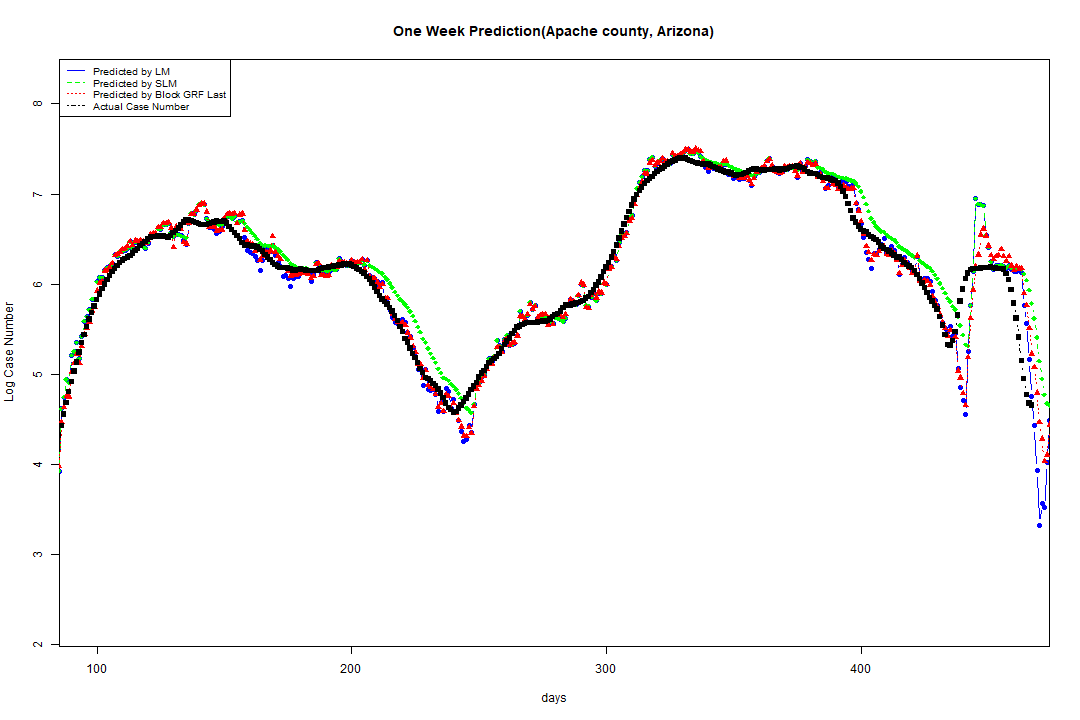 One Week Prediction(Apache county, Arizona)
Predicted by LM
Predicted by SLM
Predicted by Block GRF Last
Actual Case Number
8
7
6
5
4
3
2
Log Case Number
100 200 300 400
days